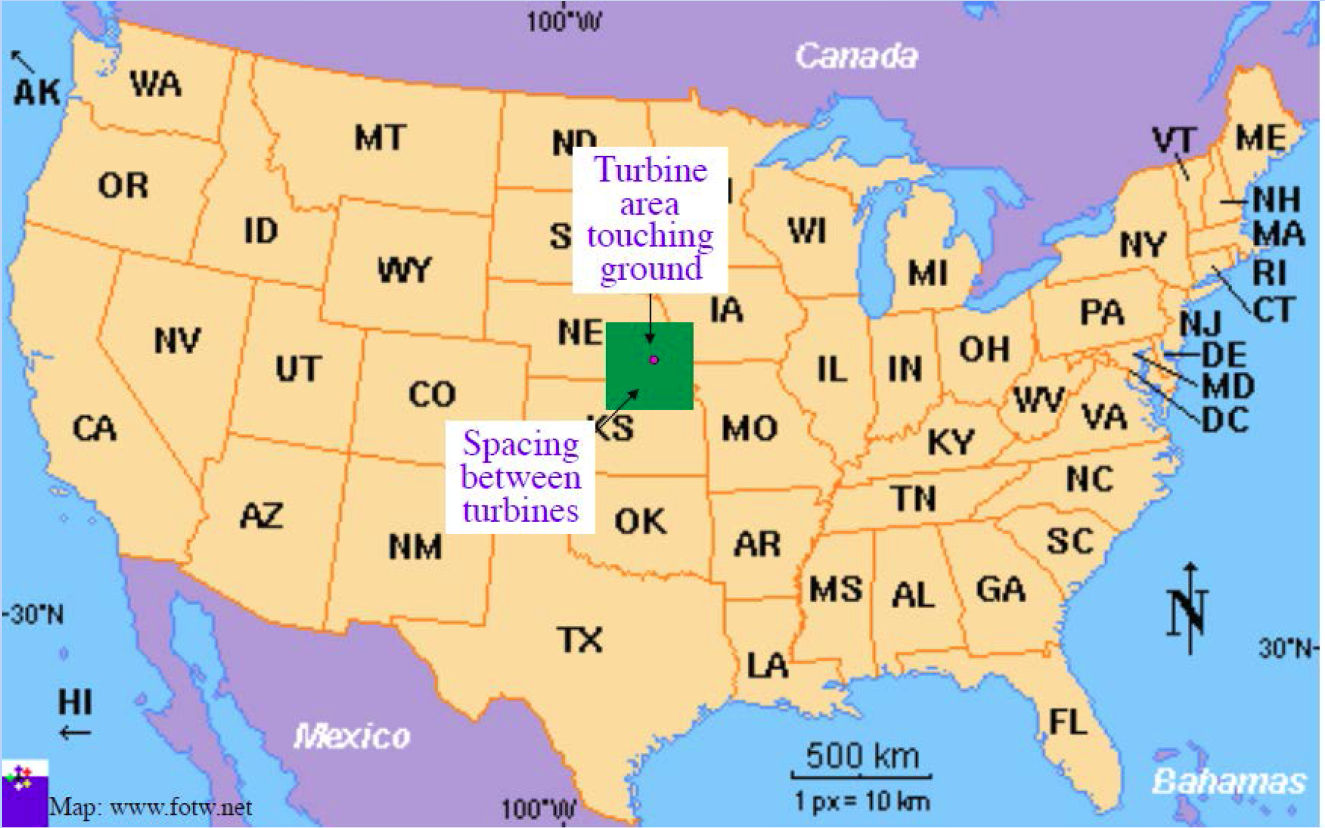 100°W
Canada
AK
WA
MT
ND
VT
ME
OR
ID
WY
S
Turbine
area
touching
ground
WI
MI
NY
NH
MA
RI
CT
NV
UT
CO
NE
IA
IL
IN
OH
PA
NJ
DE
MD
DC
WV
VA
CA
KS
MO
KY
Spacing
between
turbines
AZ
NM
OK
AR
TN
NC
SC
MS
AL
GA
N
-30°N
30°N-
TX
LA
FL
HI
Mexico
500 km
1 px = 10 km
Bahamas
Map: www.fotw.net
100°W